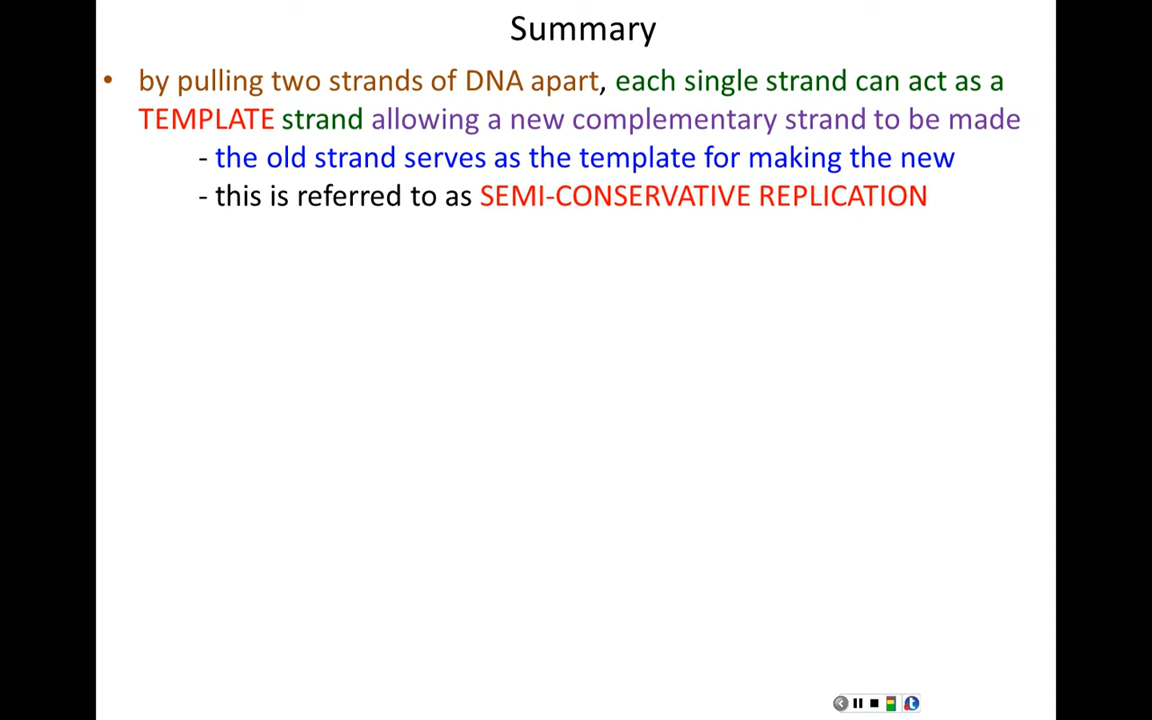 Summary
• by pulling two strands of DNA apart, each single strand can act as a
TEMPLATE strand allowing a new complementary strand to be made
- the old strand serves as the template for making the new
- this is referred to as SEMI-CONSERVATIVE REPLICATION